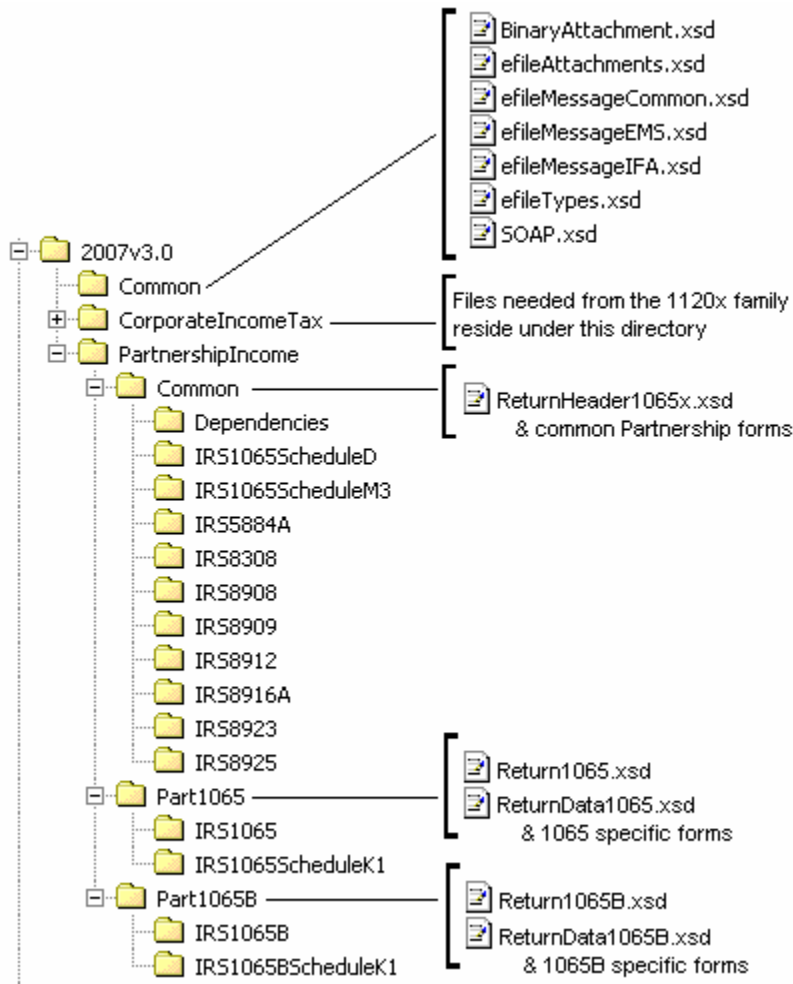 BinaryAttachment.xsd
efileAttachments.xsd
efileMessageCommon.xsd
efileMessageEMS.xsd
efileMessageIFA.xsd
efileTypes.xsd
SOAP.xsd
2007v3.0
Common
CorporateIncomeTax
Files needed from the 1120x family
reside under this directory
PartnershipIncome
Common
ReturnHeader1065x.xsd
& common Partnership forms
Dependencies
IRS1065ScheduleD
IRS1065ScheduleM3
IRS5884A
IRS8308
IRS8908
IRS8909
IRS8912
IRS8916A
IRS8923
IRS8925
Part1065
Return1065.xsd
ReturnData1065.xsd
& 1065 specific forms
IRS1065
IRS1065ScheduleK1
Part1065B
Return1065B.xsd
ReturnData1065B.xsd
& 1065B specific forms
IRS1065B
IRS1065BScheduleK1